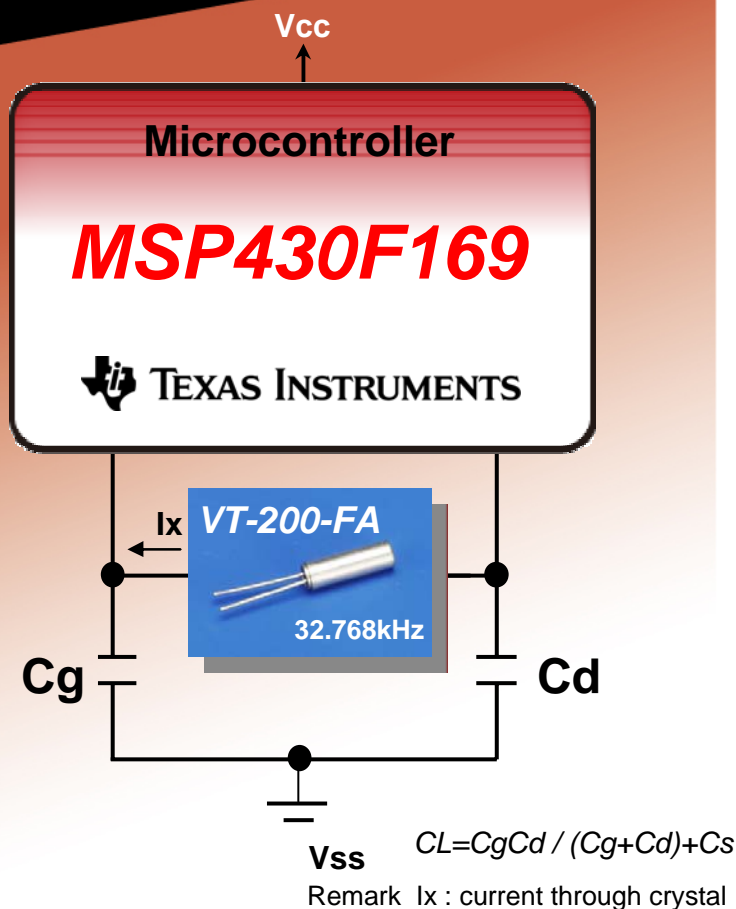 Vcc
Microcontroller
MSP430F169
TEXAS INSTRUMENTS
Ix
VT-200-FA
32.768kHz
Cg
Cd
Vss
CL=CgCd / (Cg+Cd)+Cs
Remark Ix : current through crystal